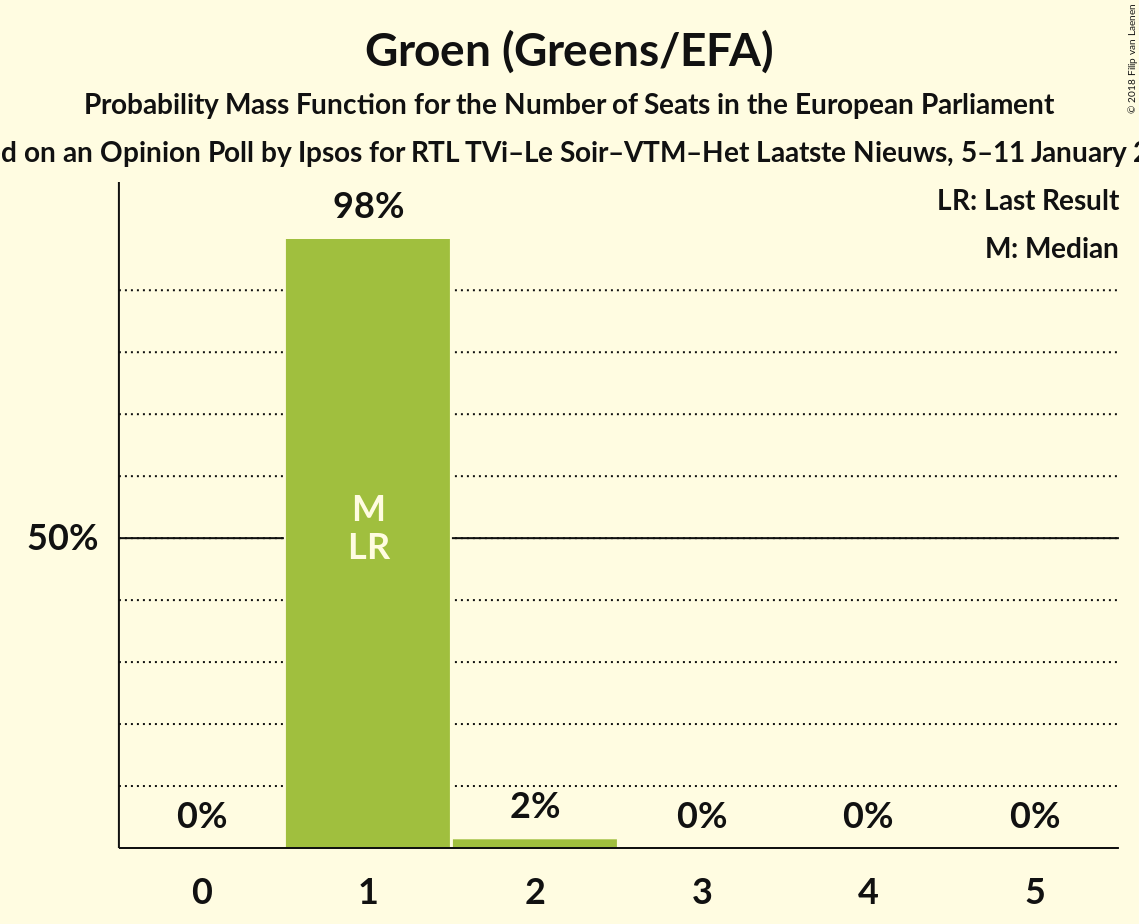 Groen (Greens/EFA)
Probability Mass Function for the Number of Seats in the European Parliament
d on an Opinion Poll by Ipsos for RTL TVi–Le Soir–VTM–Het Laatste Nieuws, 5–11 January 2
© 2018 Filip van Laenen
LR: Last Result
M: Median
98%
M
LR
50%
0%
2%
0%
0%
0%
0
1
2
3
4
5